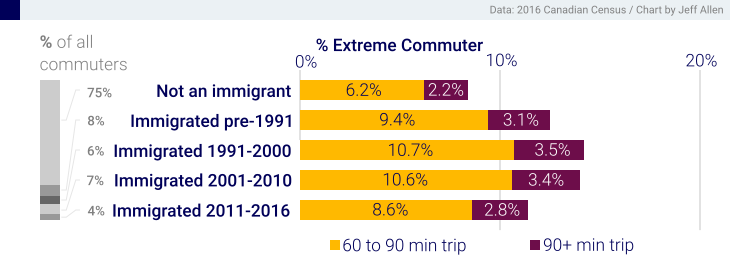 Data: 2016 Canadian Census / Chart by Jeff Allen
% of all
commuters
% Extreme Commuter
0% 10% 20%
75% Not an immigrant 6.2% 2.2%
8% Immigrated pre-1991 9.4% 3.1%
6% Immigrated 1991-2000 10.7% 3.5%
7% Immigrated 2001-2010 10.6% 3.4%
4% Immigrated 2011-2016 8.6% 2.8%
60 to 90 min trip 90+ min trip